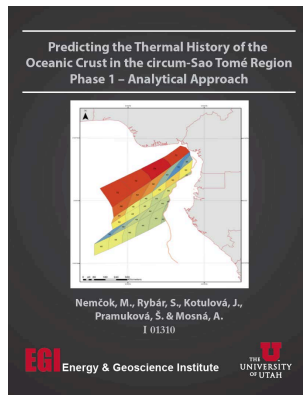 Predicting the Thermal History of the
Oceanic Crust in the circum-Sao Tomé Region
Phase 1 – Analytical Approach
Nemčok, M., Rybár, S., Kotulová, J.,
Pramuková, Š. & Mosná, A.
I 01310
EGI Energy & Geoscience Institute
THE
UNIVERSITY
OF UTAH